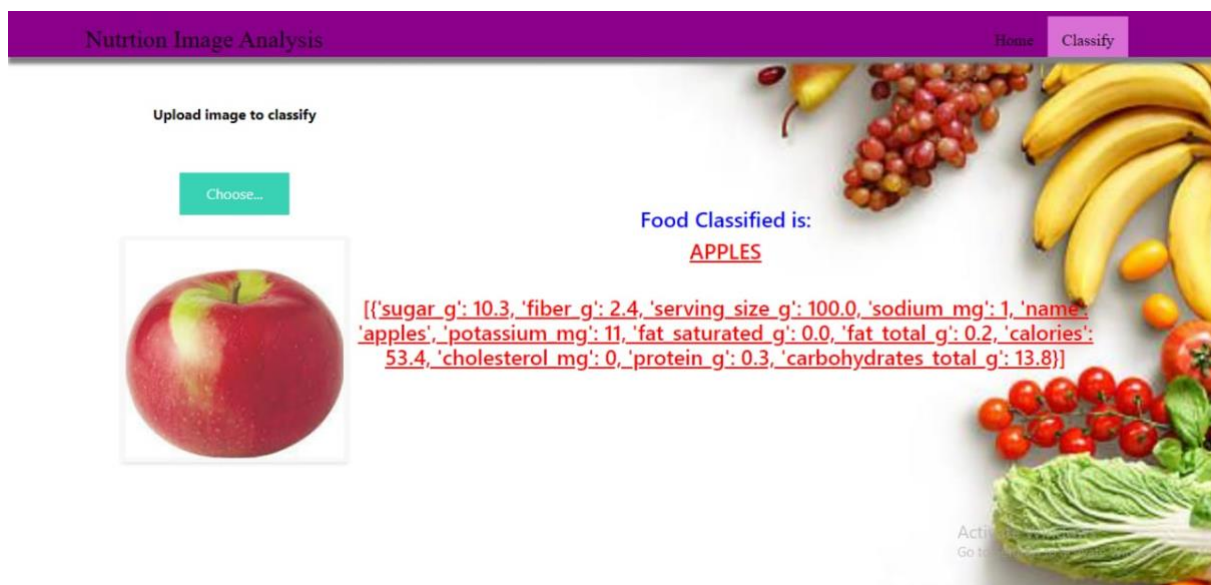 Nutrtion Image Analysis
Home
Classify
Upload image to classify
Choose...
Food Classified is:
APPLES
[{'sugar_g': 10.3, 'fiber_g': 2.4, 'serving_size_g': 100.0, 'sodium_mg': 1, 'name':
'apples', 'potassium_mg': 11, 'fat_saturated_g': 0.0, 'fat_total_g': 0.2, 'calories':
53.4, 'cholesterol_mg': 0, 'protein_g': 0.3, 'carbohydrates_total_g': 13.8}]
Go to